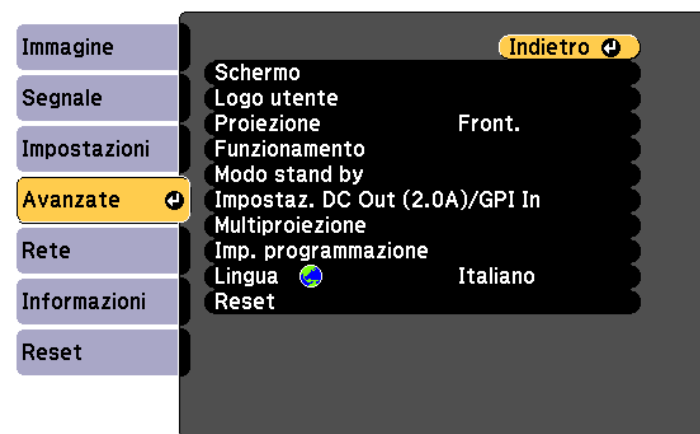 Immagine
Segnale
Impostazioni
Avanzate
Rete
Informazioni
Reset
Indietro
Schermo
Logo utente
Proiezione Front.
Funzionamento
Modo stand by
Impostaz. DC Out (2.0A)/GPI In
Multiproiezione
Imp. programmazione
Lingua Italiano
Reset